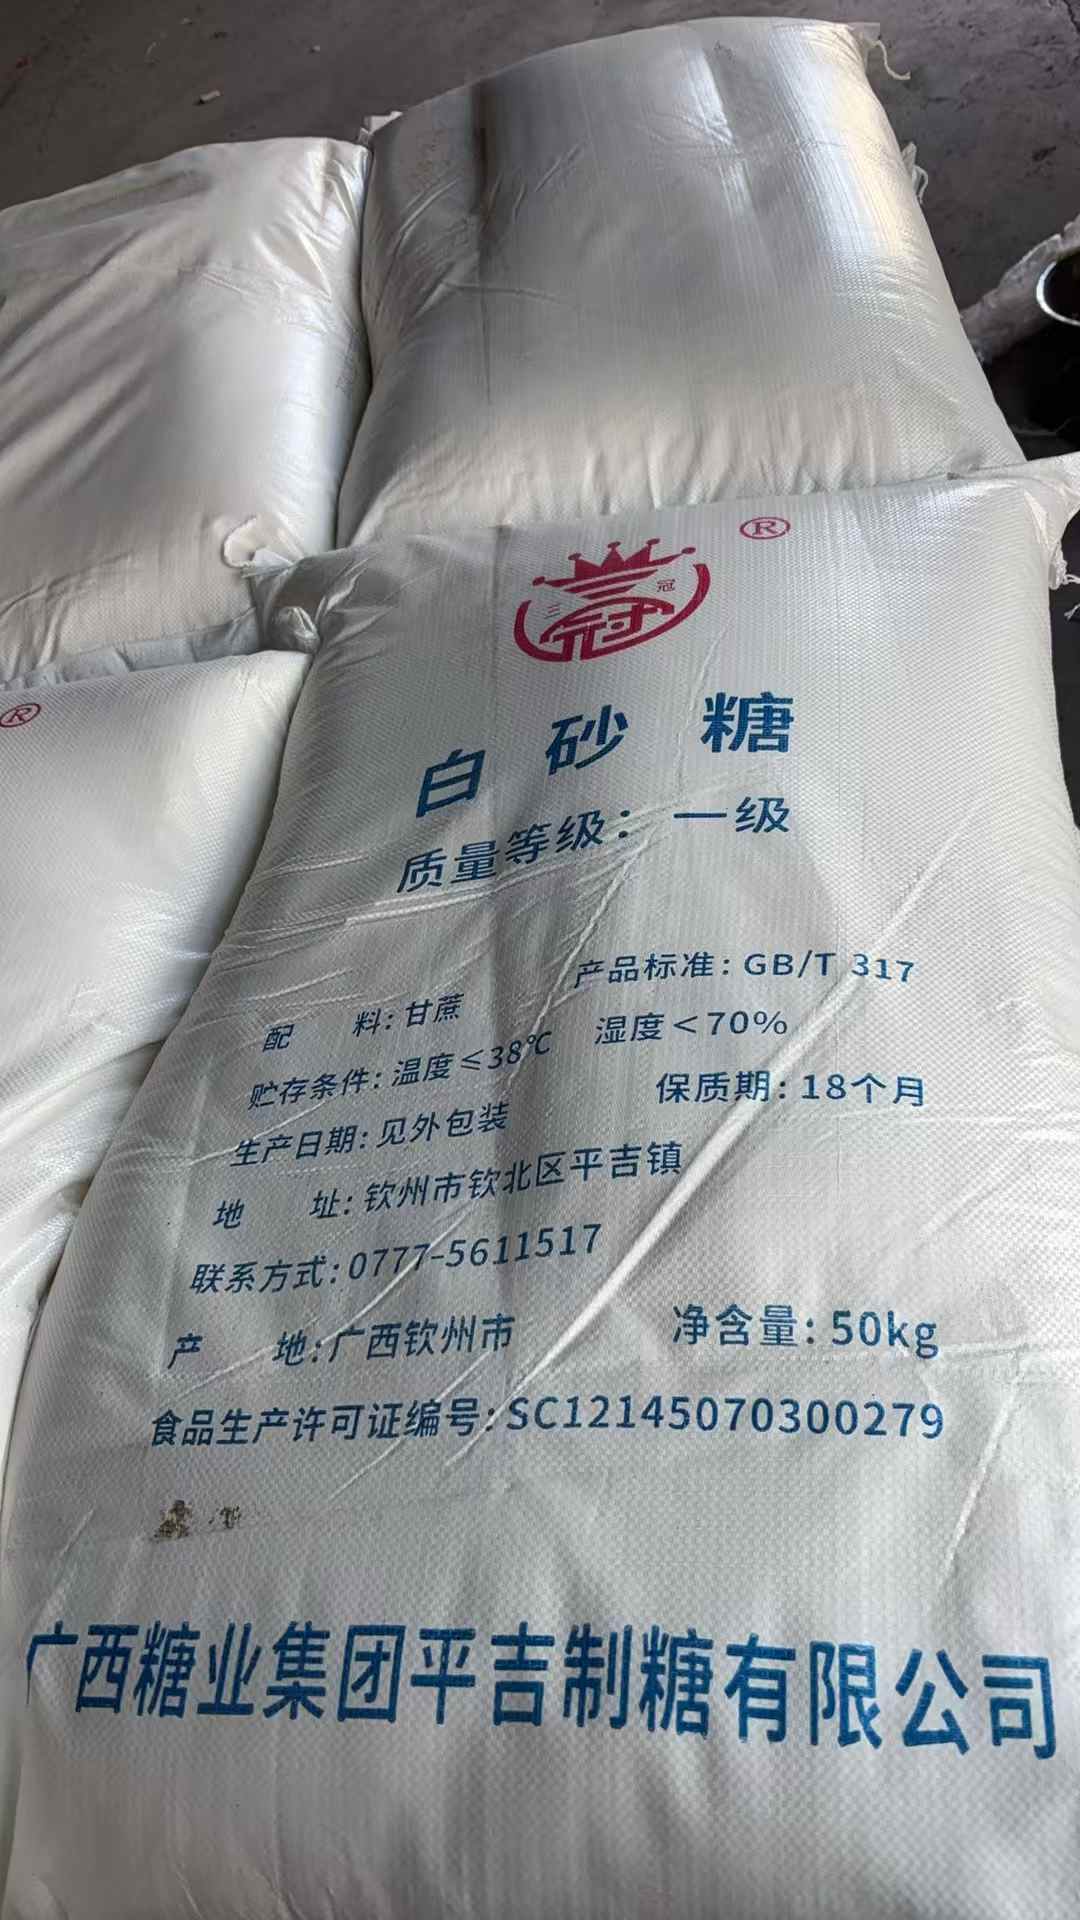 ®
三冠
白砂糖
质量等级：一级
产品标准：GB/T 317
配 料：甘蔗
贮存条件：温度≤38℃ 湿度＜70%
生产日期：见外包装 保质期：18个月
地 址：钦州市钦北区平吉镇
联系方式：0777-5611517
产 地：广西钦州市 净含量：50kg
食品生产许可证编号：SC12145070300279
广西糖业集团平吉制糖有限公司
®